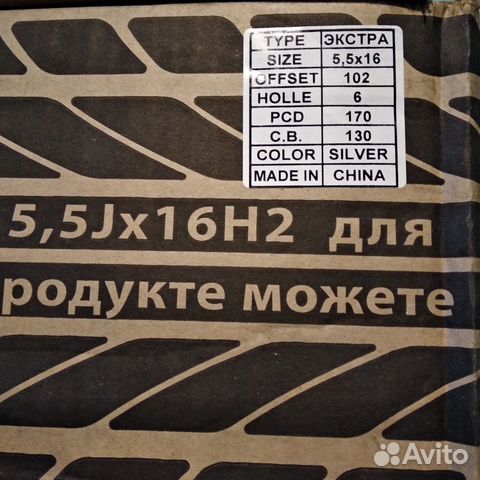 TYPE ЭКСТРА
SIZE 5,5x16
OFFSET 102
HOLLE 6
PCD 170
C.B. 130
COLOR SILVER
MADE IN CHINA
5,5Jx16H2 для
родукте можете
Avito